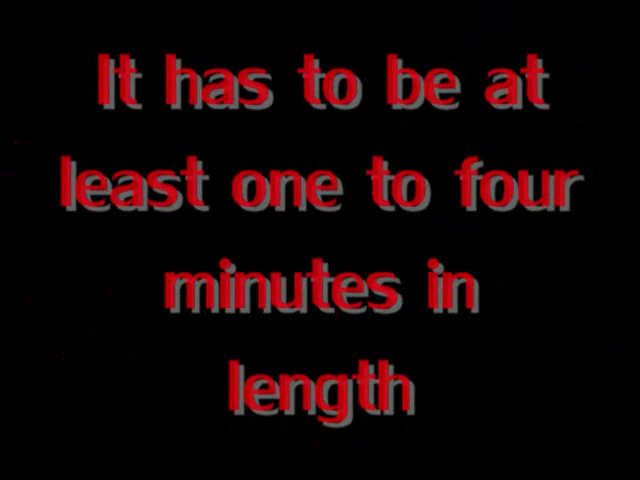 It has to be at
least one to four
minutes in
length